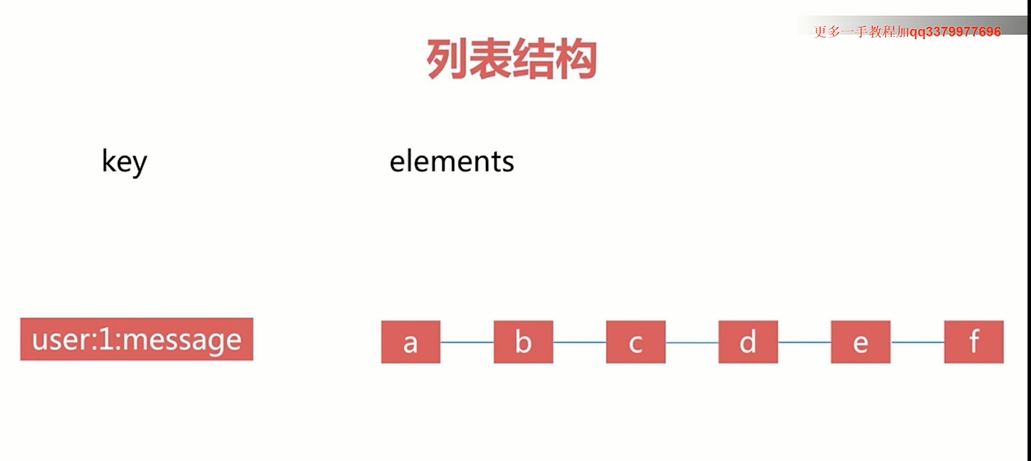 更多一手教程加qq3379977696
列表结构
key elements
user:1:message a b c d e f